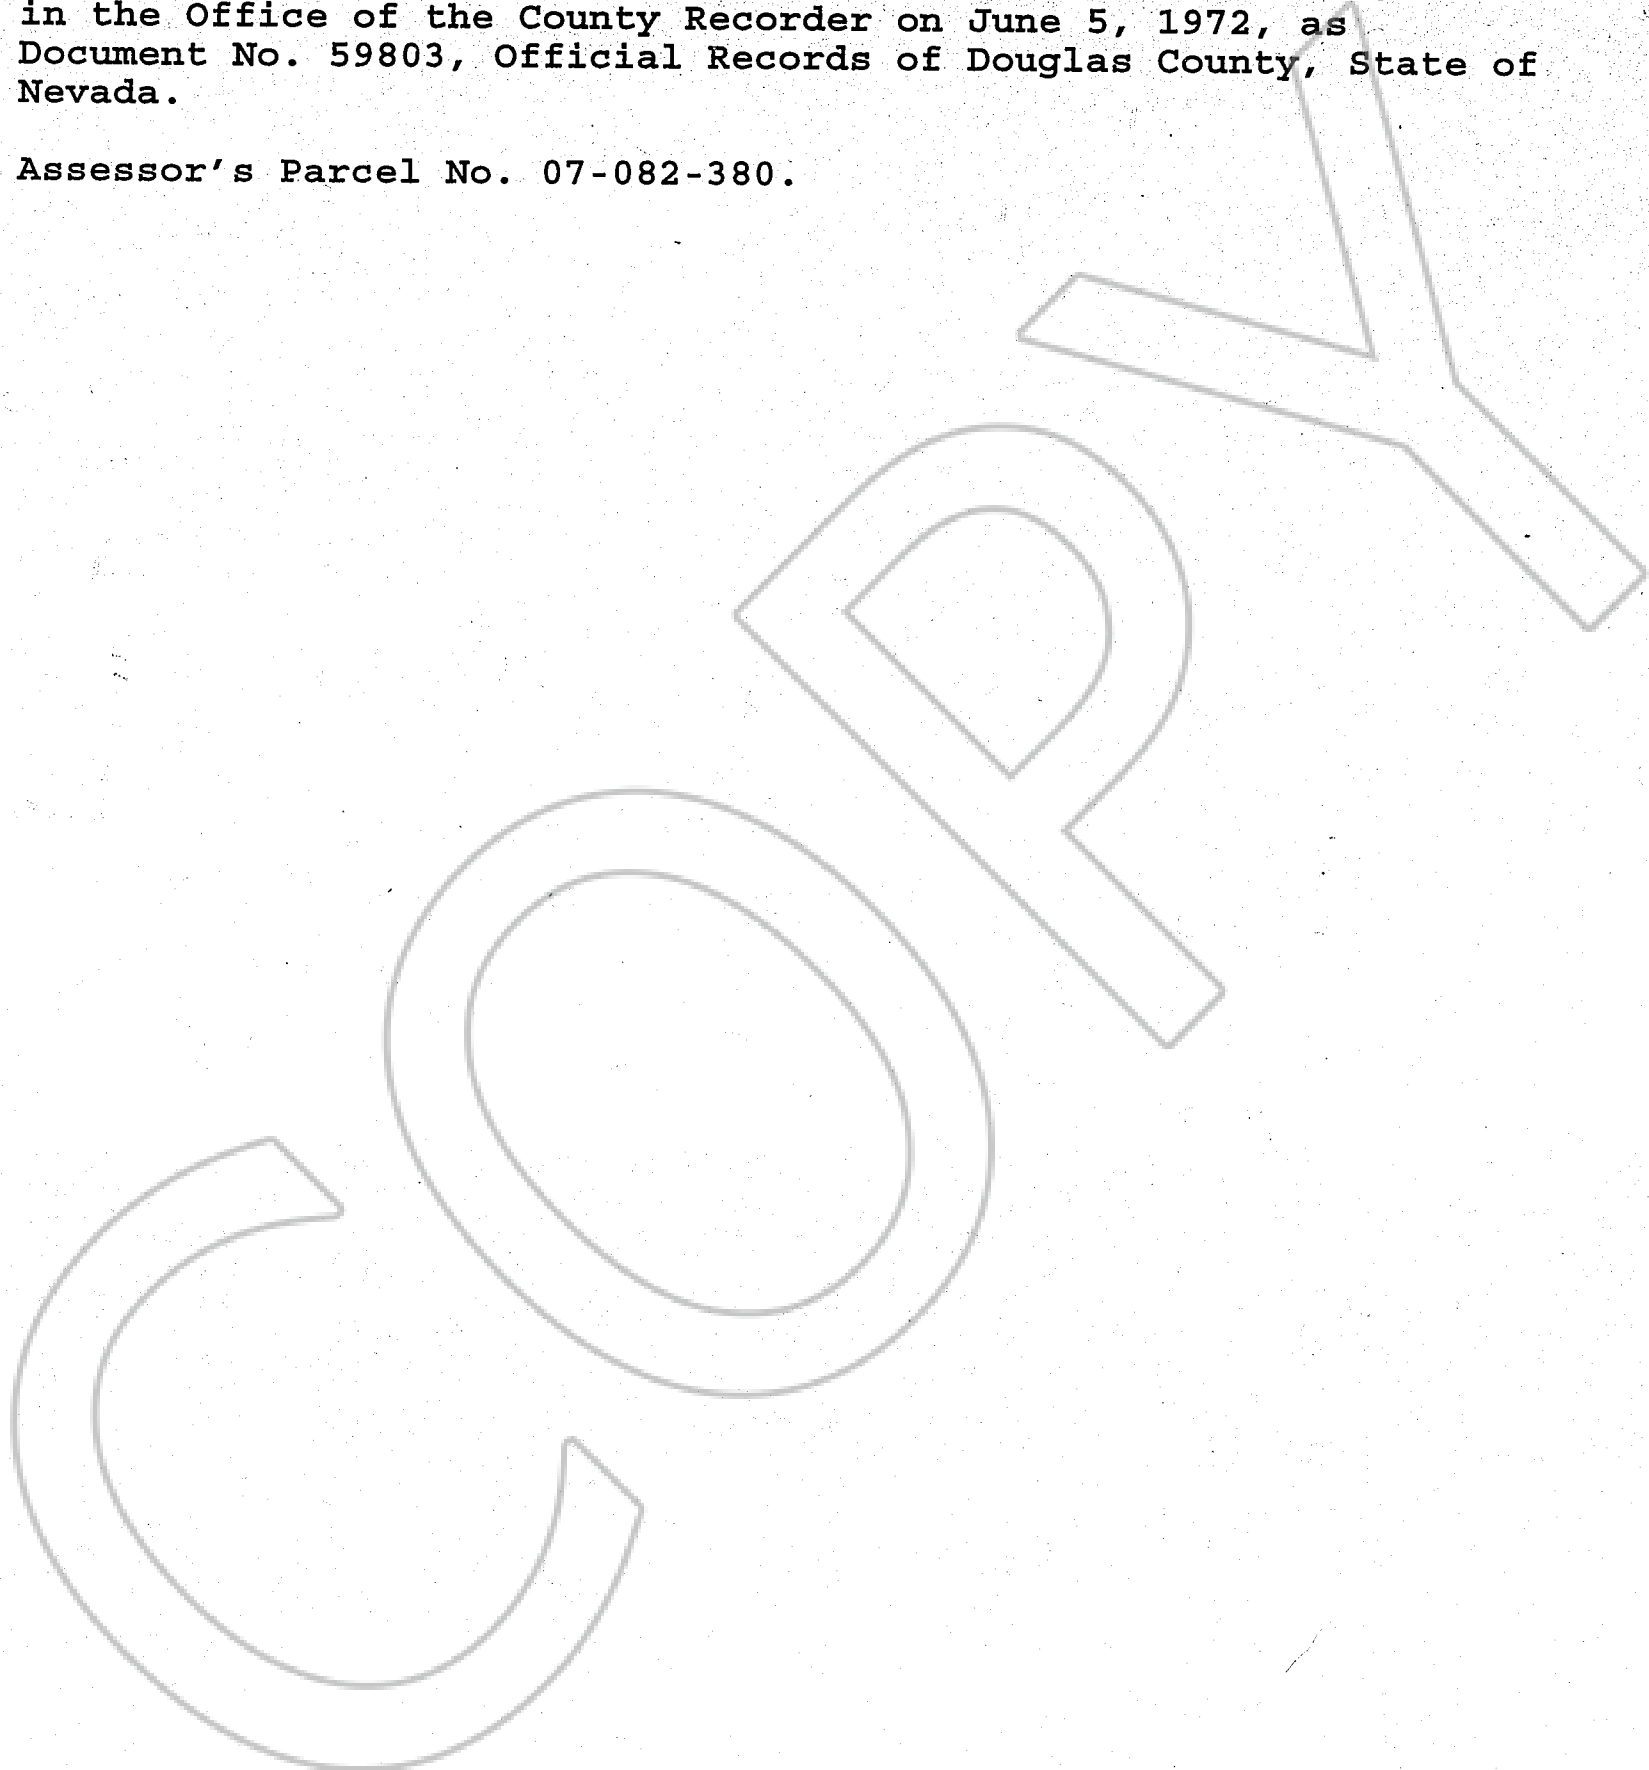 in the Office of the County Recorder on June 5, 1972, as
Document No. 59803, Official Records of Douglas County, State of
Nevada.
Assessor's Parcel No. 07-082-380.
COPY